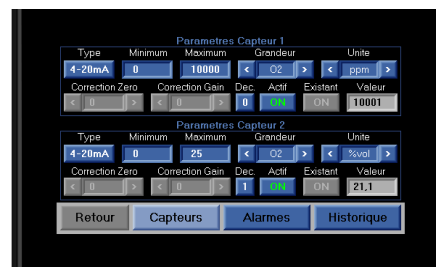 Parametres Capteur 1
Type Minimum Maximum Grandeur Unite
4-20mA 0 10000 < O2 > < ppm >
Correction Zero Correction Gain Dec. Actif Existant Valeur
< 0 > < 0 > 0 ON ON 10001
Parametres Capteur 2
Type Minimum Maximum Grandeur Unite
4-20mA 0 25 < O2 > < %vol >
Correction Zero Correction Gain Dec. Actif Existant Valeur
< 0 > < 0 > 1 ON ON 21,1
Retour Capteurs Alarmes Historique